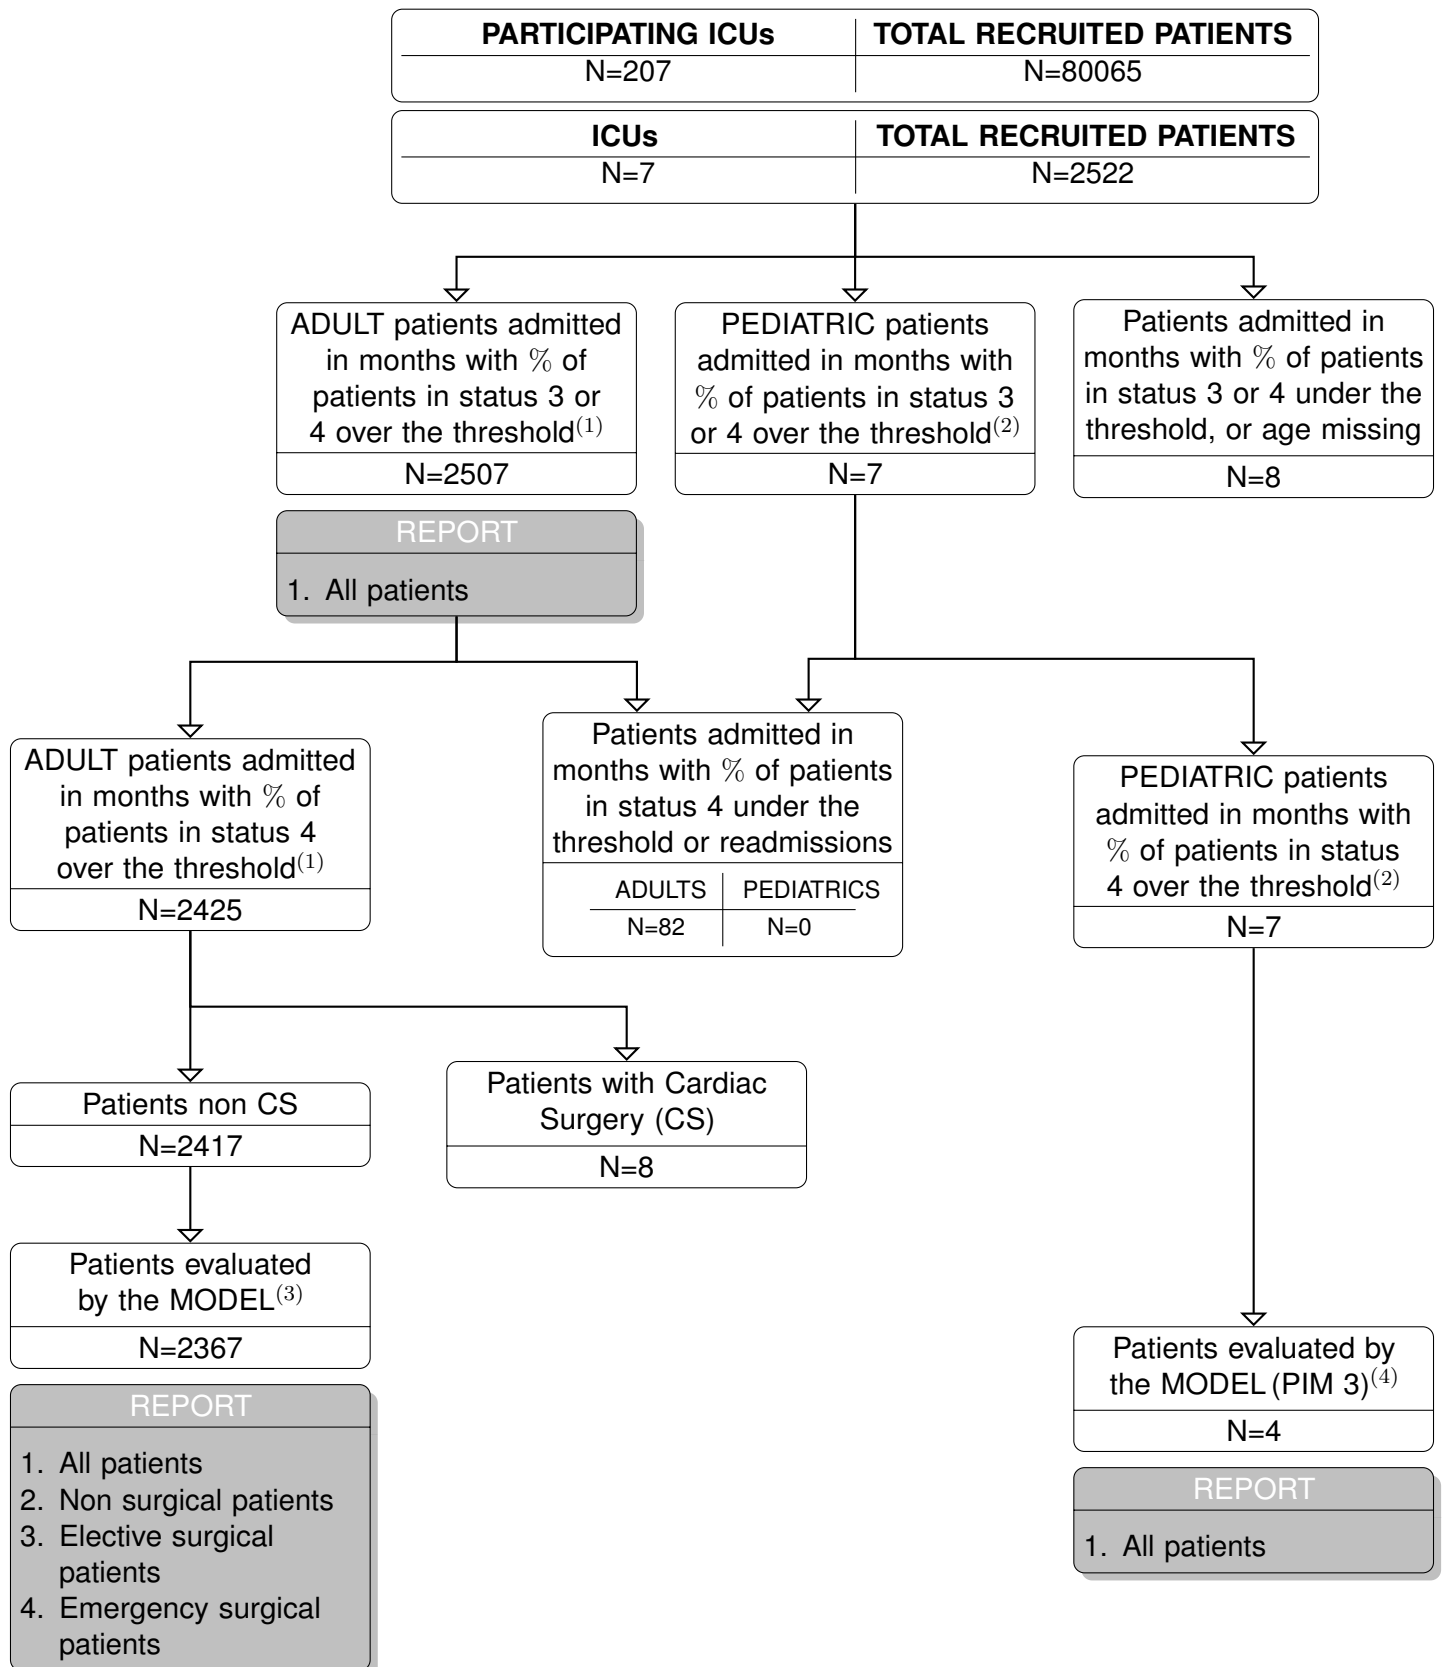 PARTICIPATING ICUs TOTAL RECRUITED PATIENTS
N=207 N=80065
ICUs TOTAL RECRUITED PATIENTS
N=7 N=2522
ADULT patients admitted
in months with % of
patients in status 3 or
4 over the threshold(1)
N=2507
PEDIATRIC patients
admitted in months with
% of patients in status 3
or 4 over the threshold(2)
N=7
Patients admitted in
months with % of patients
in status 3 or 4 under the
threshold, or age missing
N=8
REPORT
1. All patients
ADULT patients admitted
in months with % of
patients in status 4
over the threshold(1)
N=2425
Patients admitted in
months with % of patients
in status 4 under the
threshold or readmissions
ADULTS PEDIATRICS
N=82 N=0
PEDIATRIC patients
admitted in months with
% of patients in status
4 over the threshold(2)
N=7
Patients non CS
N=2417
Patients with Cardiac
Surgery (CS)
N=8
Patients evaluated
by the MODEL(3)
N=2367
Patients evaluated by
the MODEL (PIM 3)(4)
N=4
REPORT
1. All patients
2. Non surgical patients
3. Elective surgical
patients
4. Emergency surgical
patients
REPORT
1. All patients